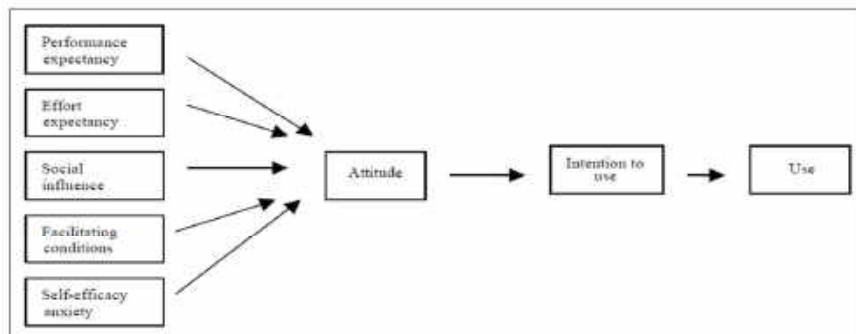 Performance
expectancy
Effort
expectancy
Social
influence
Attitude
Intention to
use
Use
Facilitating
conditions
Self-efficacy
anxiety